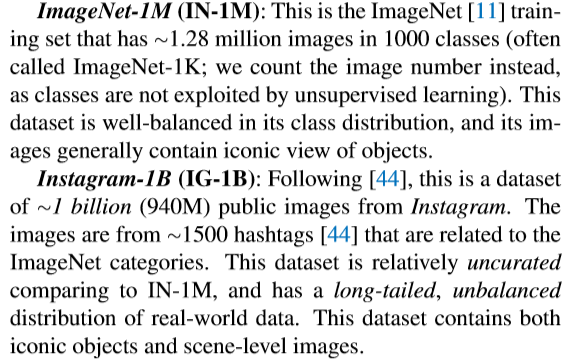 ImageNet-1M (IN-1M): This is the ImageNet [11] train-
ing set that has ∼1.28 million images in 1000 classes (often
called ImageNet-1K; we count the image number instead,
as classes are not exploited by unsupervised learning). This
dataset is well-balanced in its class distribution, and its im-
ages generally contain iconic view of objects.
Instagram-1B (IG-1B): Following [44], this is a dataset
of ∼1 billion (940M) public images from Instagram. The
images are from ∼1500 hashtags [44] that are related to the
ImageNet categories. This dataset is relatively uncurated
comparing to IN-1M, and has a long-tailed, unbalanced
distribution of real-world data. This dataset contains both
iconic objects and scene-level images.